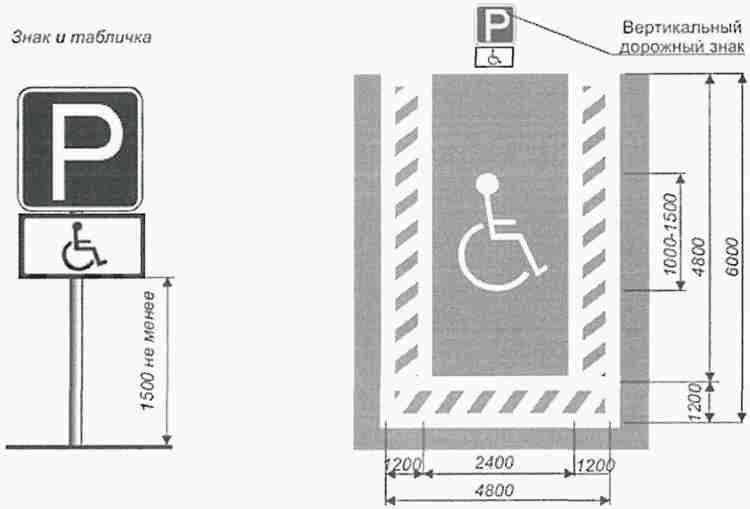 Знак и табличка
P
1500 не менее
P
Вертикальный
дорожный знак
1000-1500
4800
6000
1200
1200
2400
1200
4800